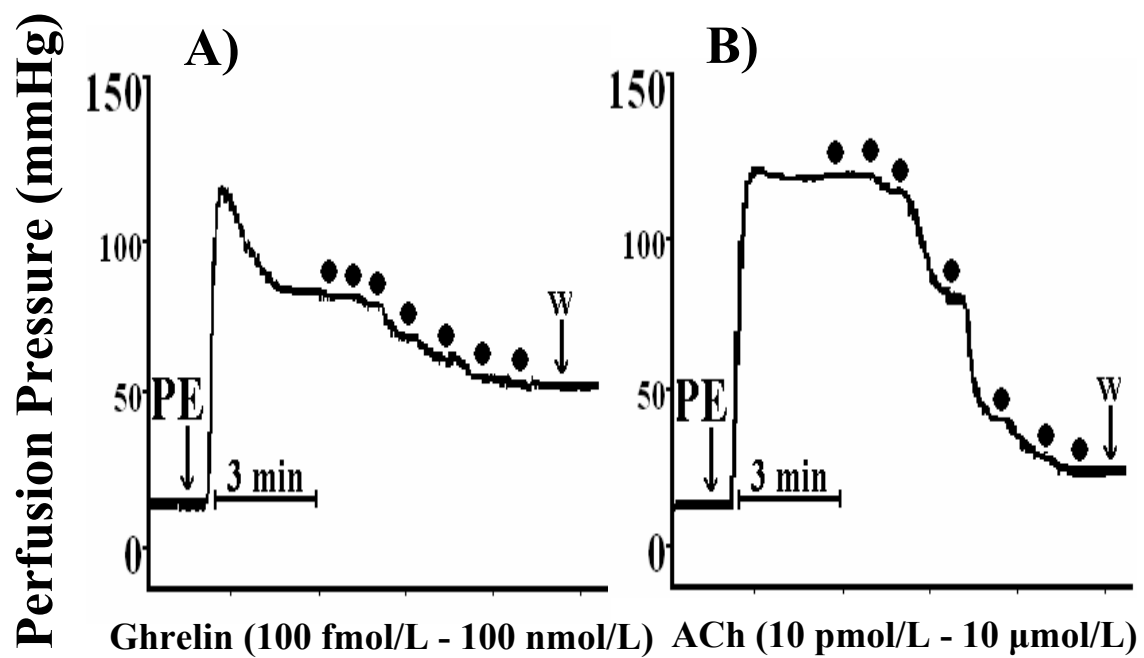 Perfusion Pressure (mmHg)
A)
150
100
50
0
PE
3 min
W
Ghrelin (100 fmol/L - 100 nmol/L)
B)
150
100
50
0
PE
3 min
W
ACh (10 pmol/L - 10 μmol/L)